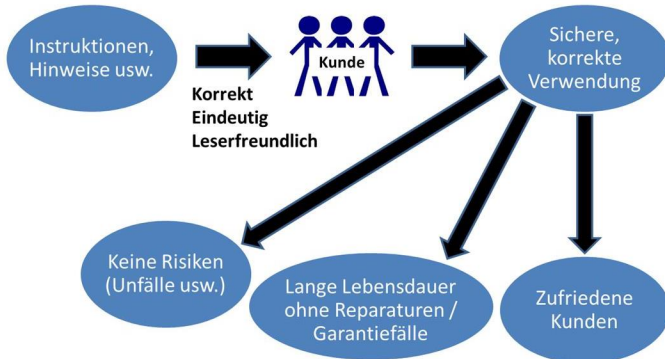 Instruktionen,
Hinweise usw.
Kunde
Korrekt
Eindeutig
Leserfreundlich
Sichere,
korrekte
Verwendung
Keine Risiken
(Unfälle usw.)
Lange Lebensdauer
ohne Reparaturen /
Garantiefälle
Zufriedene
Kunden